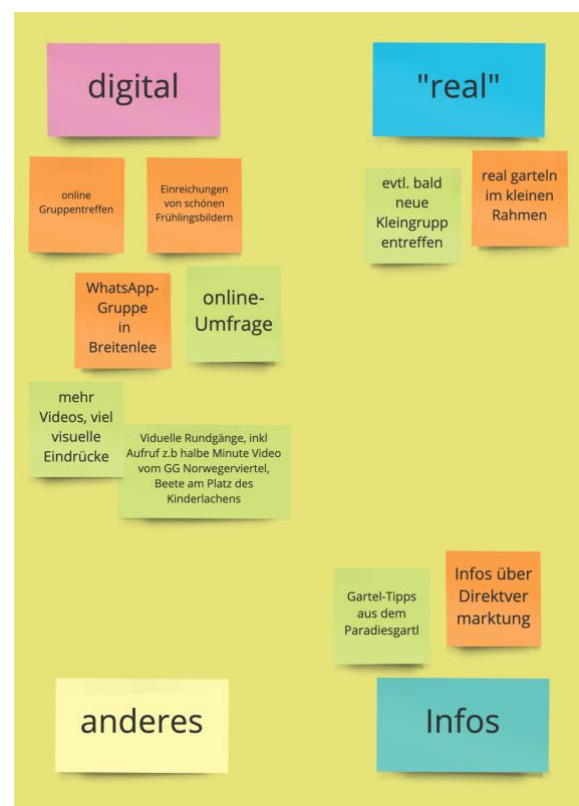 digital
"real"
online
Gruppentreffen
Einreichungen
von schönen
Frühlingsbildern
evtl. bald
neue
Kleingrupp
entreffen
real garteln
im kleinen
Rahmen
WhatsApp-
Gruppe
in
Breitenlee
online-
Umfrage
mehr
Videos, viel
visuelle
Eindrücke
Viduelle Rundgänge, inkl
Aufruf z.b halbe Minute Video
vom GG Norwegerviertel,
Beete am Platz des
Kinderlachens
Gartel-Tipps
aus dem
Paradiesgartl
Infos über
Direktver
marktung
anderes
Infos